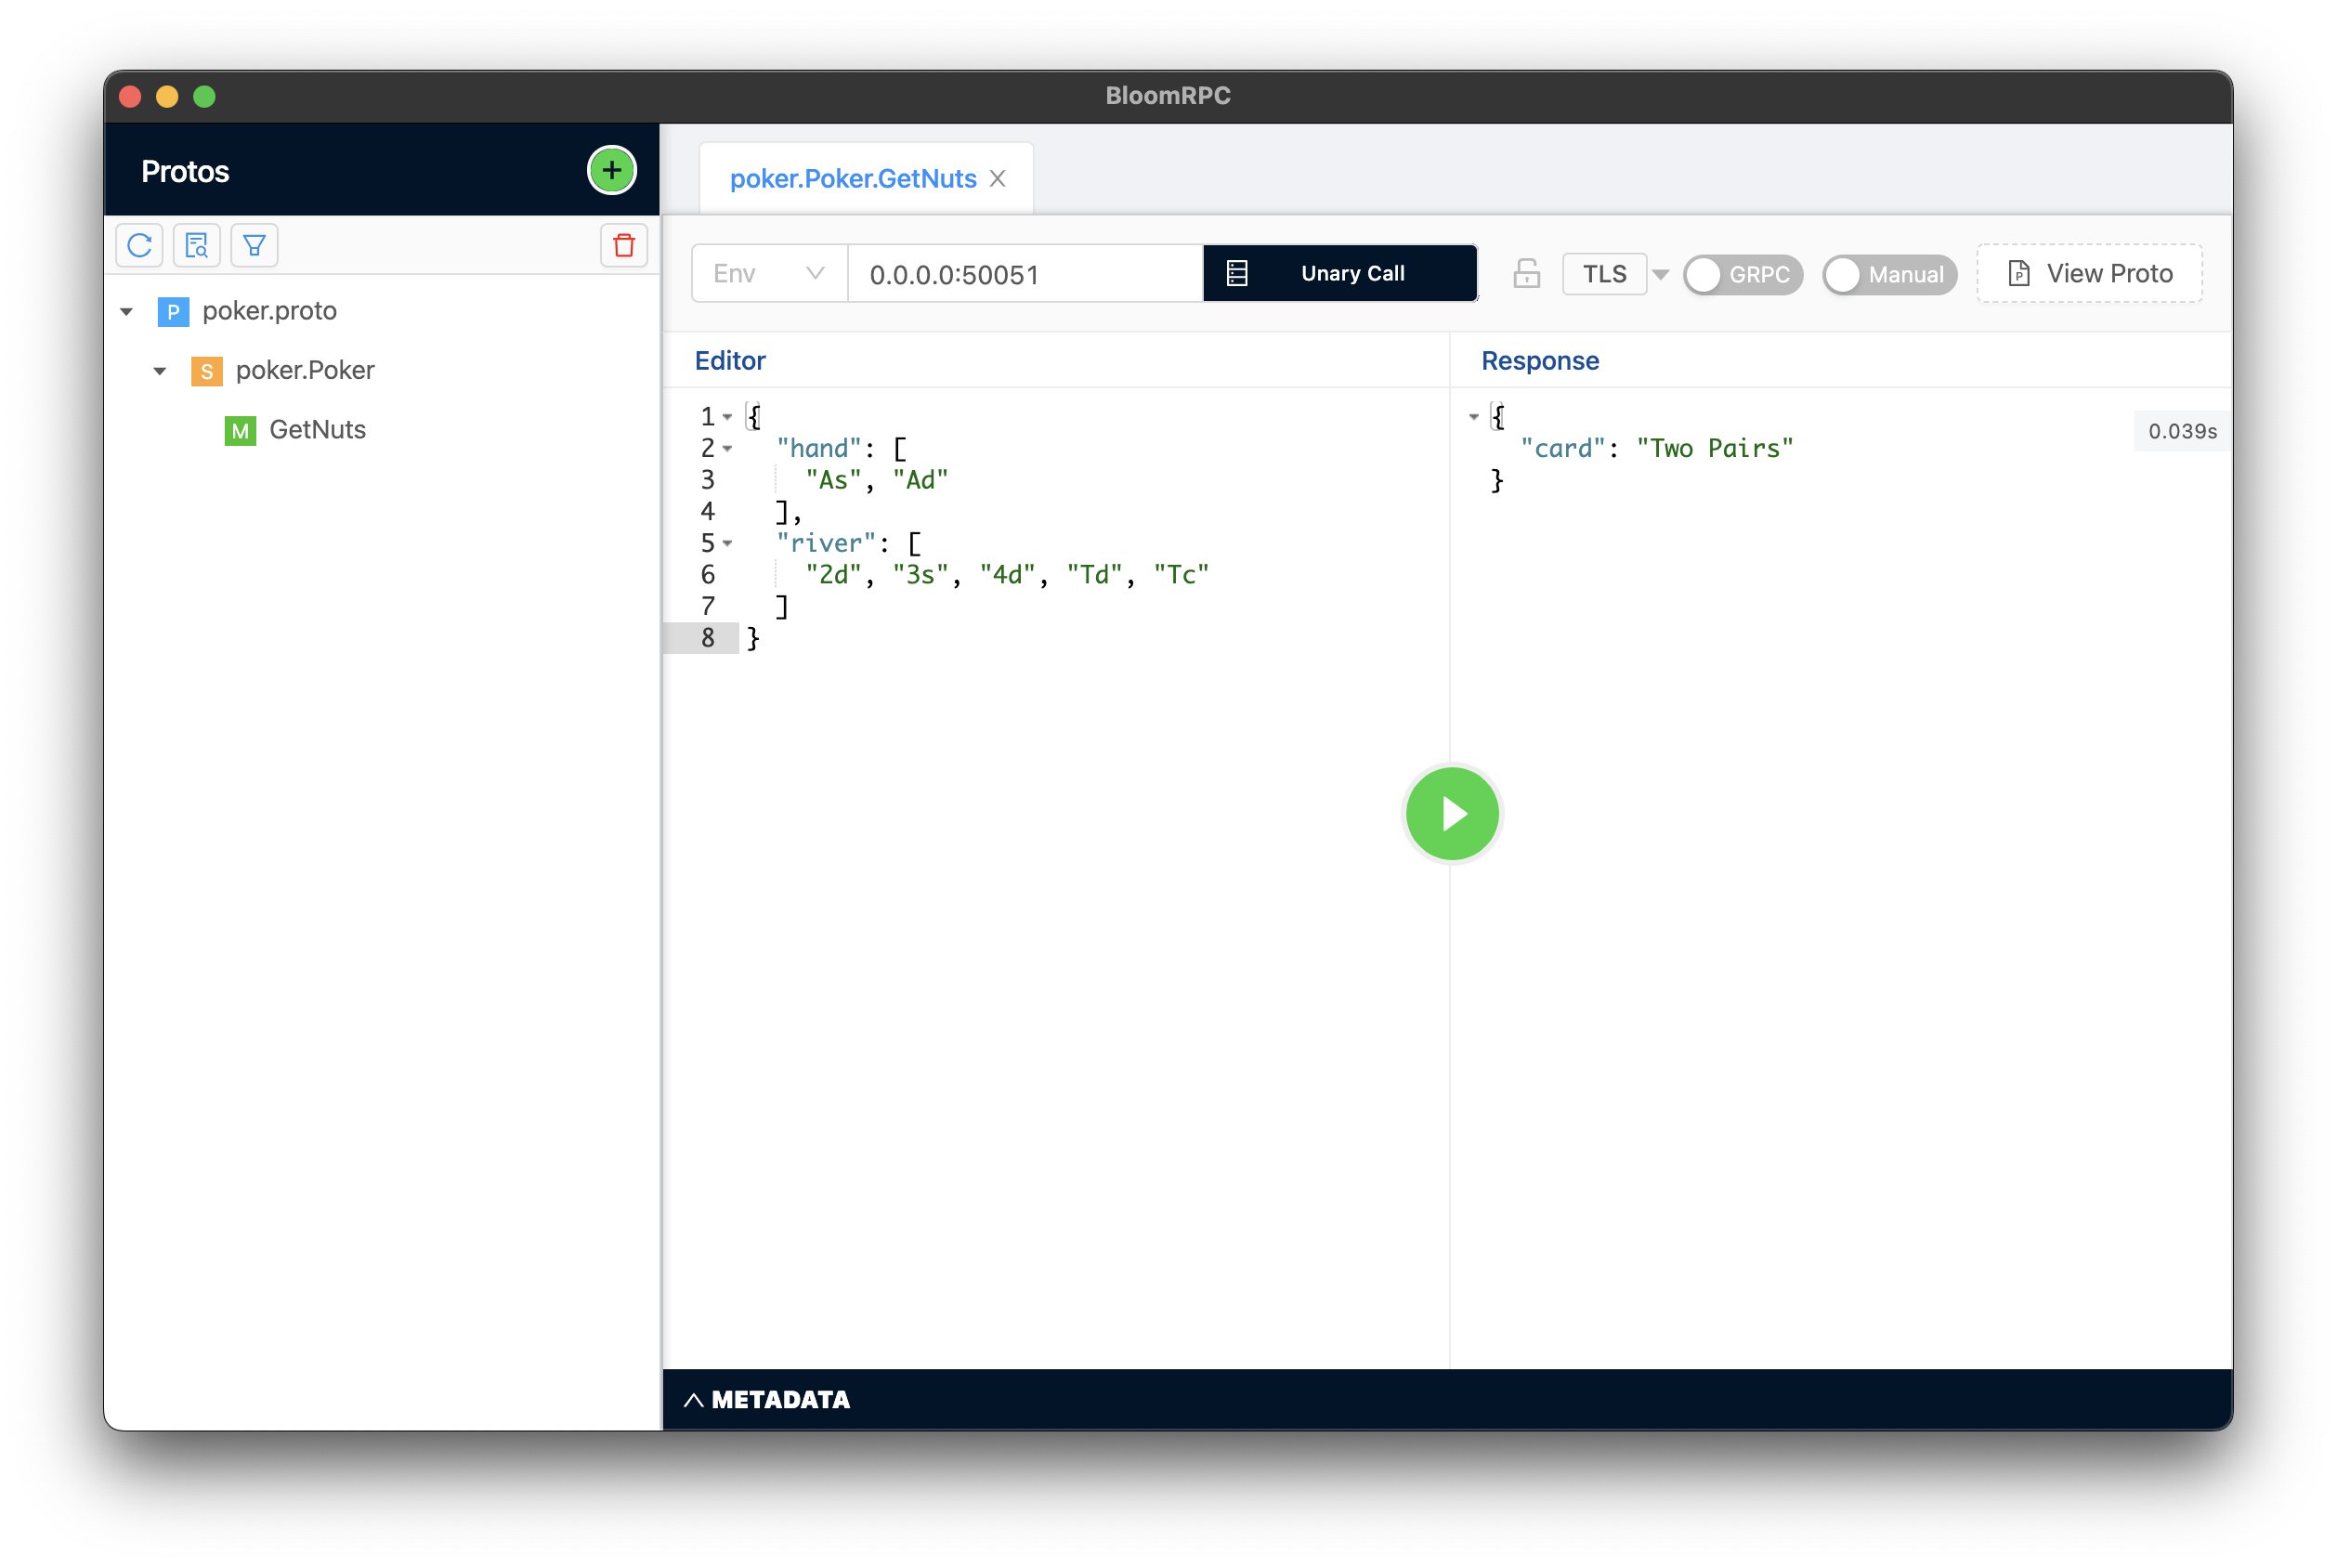 BloomRPC
Protos
poker.Poker.GetNuts
Env
0.0.0.0:50051
Unary Call
TLS
GRPC
Manual
View Proto
P poker.proto
S poker.Poker
M GetNuts
Editor
1 {
2 "hand": [
3 "As", "Ad"
4 ],
5 "river": [
6 "2d", "3s", "4d", "Td", "Tc"
7 ]
8 }
Response
{
"card": "Two Pairs"
}
0.039s
METADATA